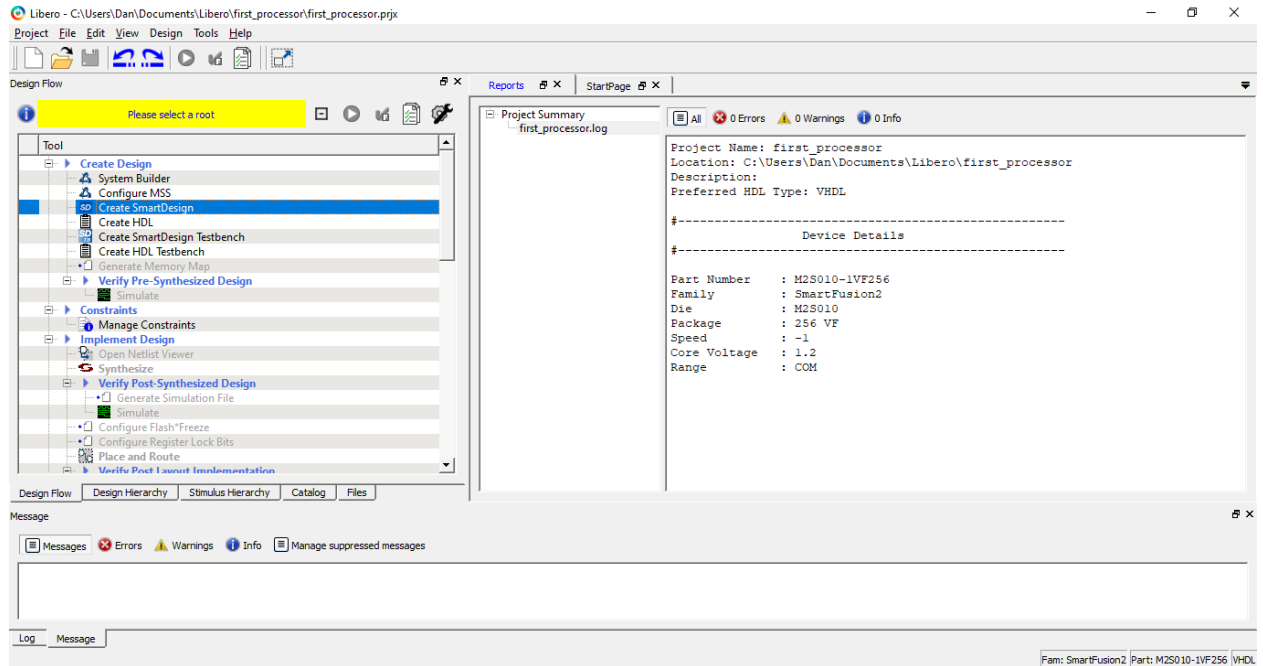 Libero - C:\Users\Dan\Documents\Libero\first_processor\first_processor.prjx
Project File Edit View Design Tools Help
Design Flow
Please select a root
Tool
Create Design
System Builder
Configure MSS
SD Create SmartDesign
Create HDL
Create SmartDesign Testbench
Create HDL Testbench
Generate Memory Map
Verify Pre-Synthesized Design
Simulate
Constraints
Manage Constraints
Implement Design
Open Netlist Viewer
Synthesize
Verify Post-Synthesized Design
Generate Simulation File
Simulate
Configure Flash*Freeze
Configure Register Lock Bits
Place and Route
Verify Post Layout Implementation
Design Flow Design Hierarchy Stimulus Hierarchy Catalog Files
Reports StartPage
Project Summary
first_processor.log
All 0 Errors 0 Warnings 0 Info
Project Name: first_processor
Location: C:\Users\Dan\Documents\Libero\first_processor
Description:
Preferred HDL Type: VHDL
#-----------------------------------------------------
Device Details
#-----------------------------------------------------
Part Number : M2S010-1VF256
Family : SmartFusion2
Die : M2S010
Package : 256 VF
Speed : -1
Core Voltage : 1.2
Range : COM
Message
Messages Errors Warnings Info Manage suppressed messages
Log Message
Fam: SmartFusion2 Part: M2S010-1VF256 VHDL